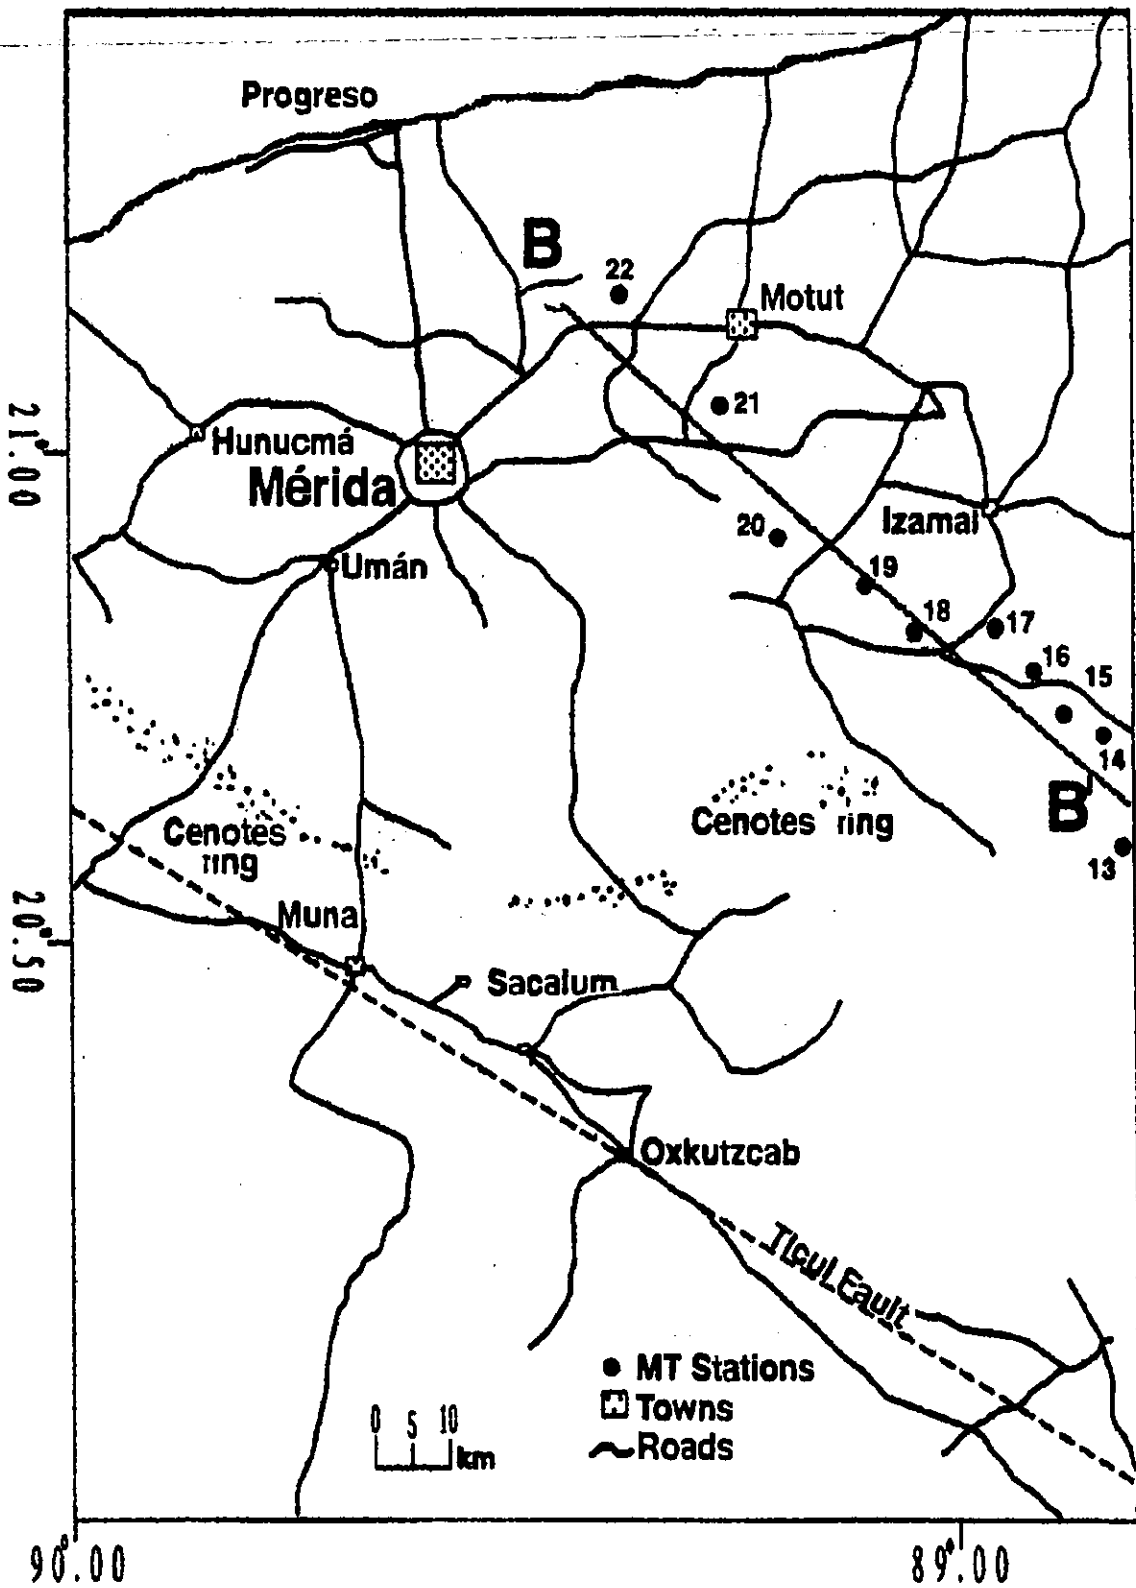 Progreso
B
22
Motut
21
21°.00
Hunucmá
Mérida
20
Izamal
Umán
19
18
17
16
15
14
Cenotes ring
B'
Cenotes
ring
13
Muna
20°.50
Sacalum
Oxkutzcab
Ticul Fault
MT Stations
Towns
Roads
0 5 10
km
90°.00
89°.00